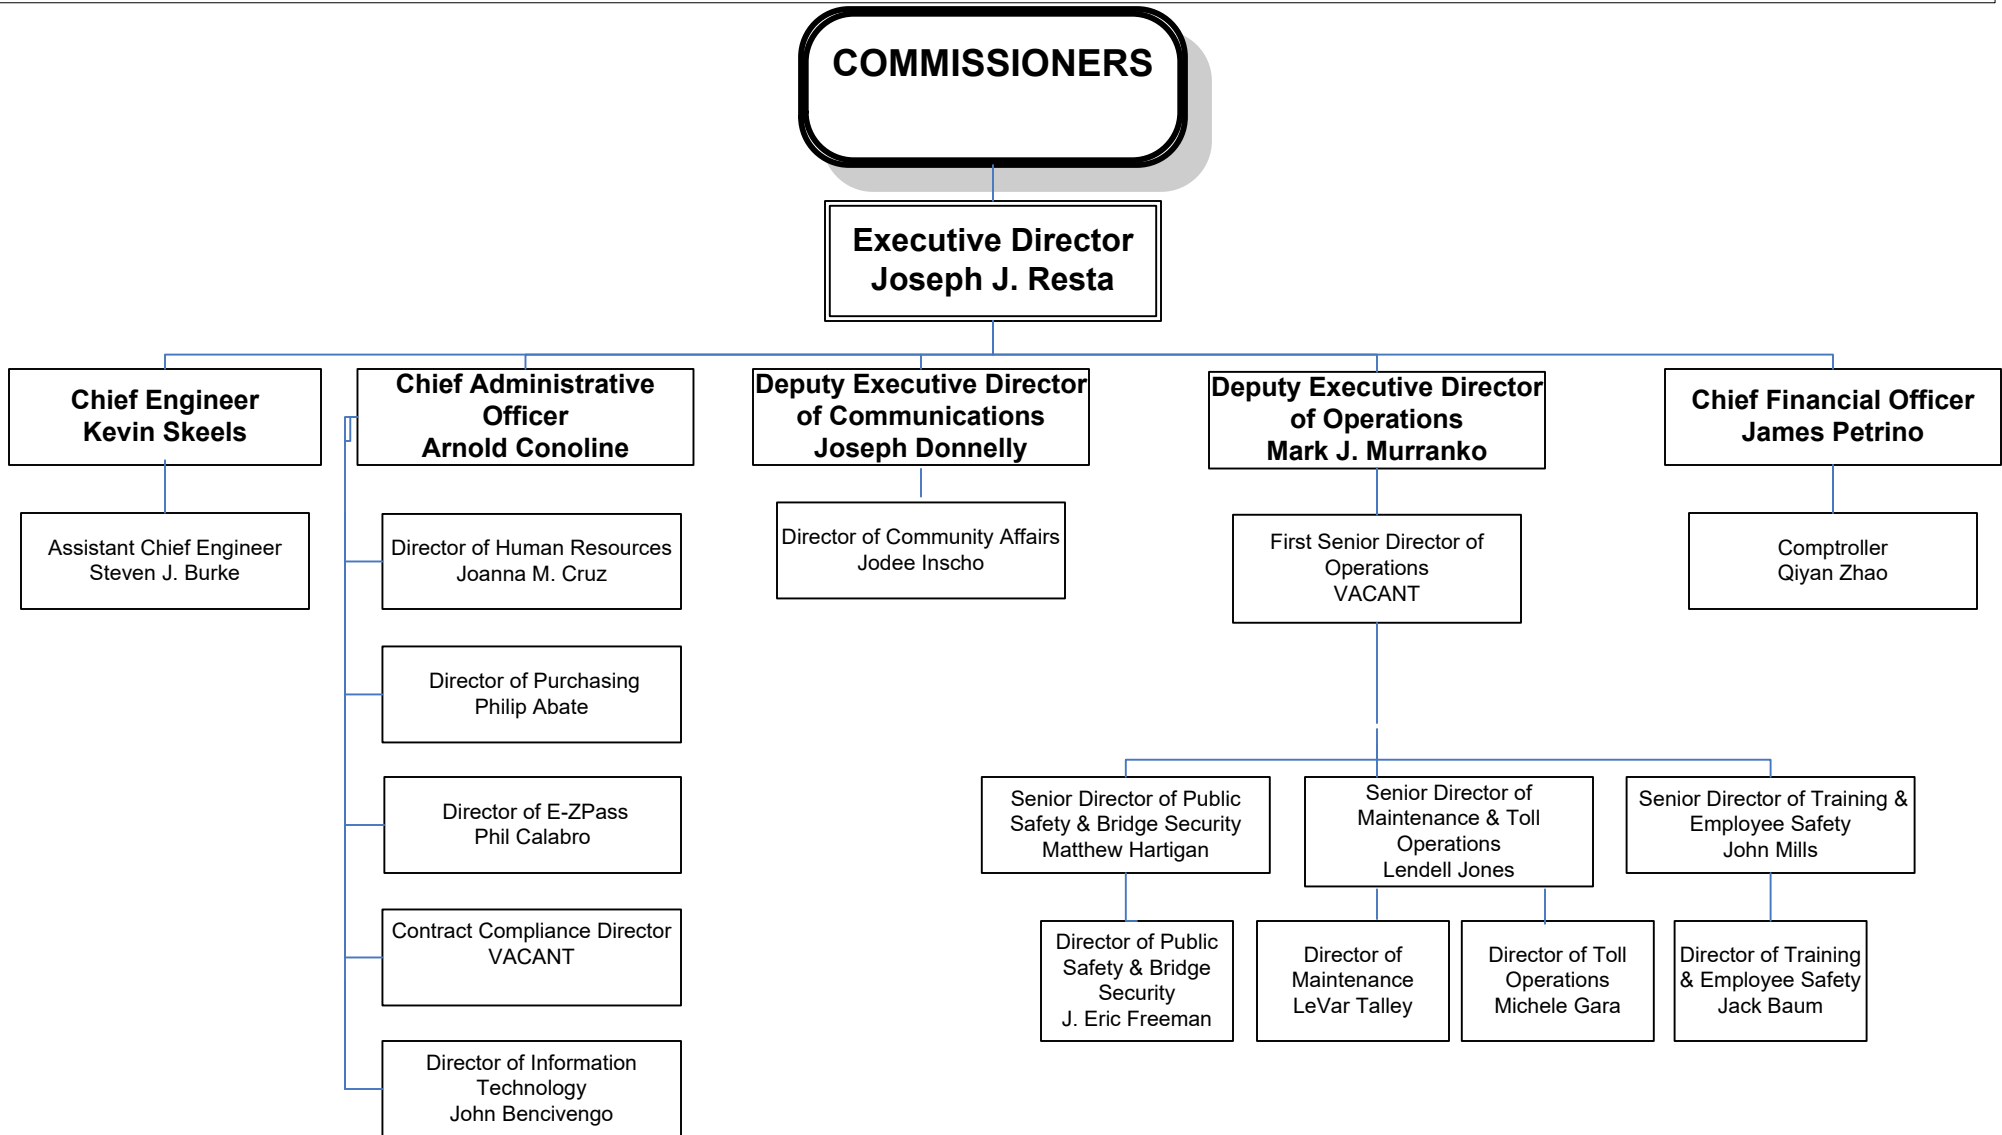 COMMISSIONERS
Executive Director
Joseph J. Resta
Chief Engineer
Kevin Skeels
Chief Administrative
Officer
Arnold Conoline
Deputy Executive Director
of Communications
Joseph Donnelly
Deputy Executive Director
of Operations
Mark J. Murranko
Chief Financial Officer
James Petrino
Assistant Chief Engineer
Steven J. Burke
Director of Human Resources
Joanna M. Cruz
Director of Community Affairs
Jodee Inscho
First Senior Director of
Operations
VACANT
Comptroller
Qiyan Zhao
Director of Purchasing
Philip Abate
Director of E-ZPass
Phil Calabro
Contract Compliance Director
VACANT
Director of Information
Technology
John Bencivengo
Senior Director of Public
Safety & Bridge Security
Matthew Hartigan
Senior Director of
Maintenance & Toll
Operations
Lendell Jones
Senior Director of Training &
Employee Safety
John Mills
Director of Public
Safety & Bridge
Security
J. Eric Freeman
Director of
Maintenance
LeVar Talley
Director of Toll
Operations
Michele Gara
Director of Training
& Employee Safety
Jack Baum